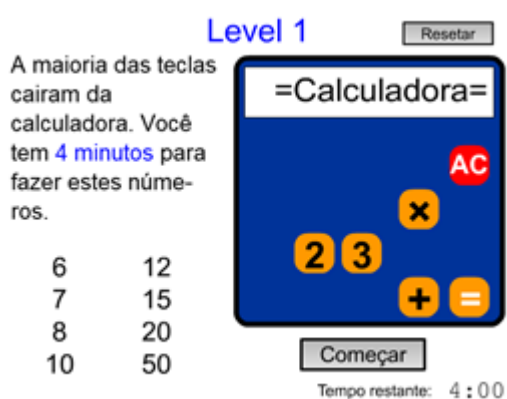 Level 1
Resetar
A maioria das teclas
cairam da
calculadora. Você
tem 4 minutos para
fazer estes núme-
ros.
6 12
7 15
8 20
10 50
=Calculadora=
AC
×
2 3
+ =
Começar
Tempo restante: 4:00